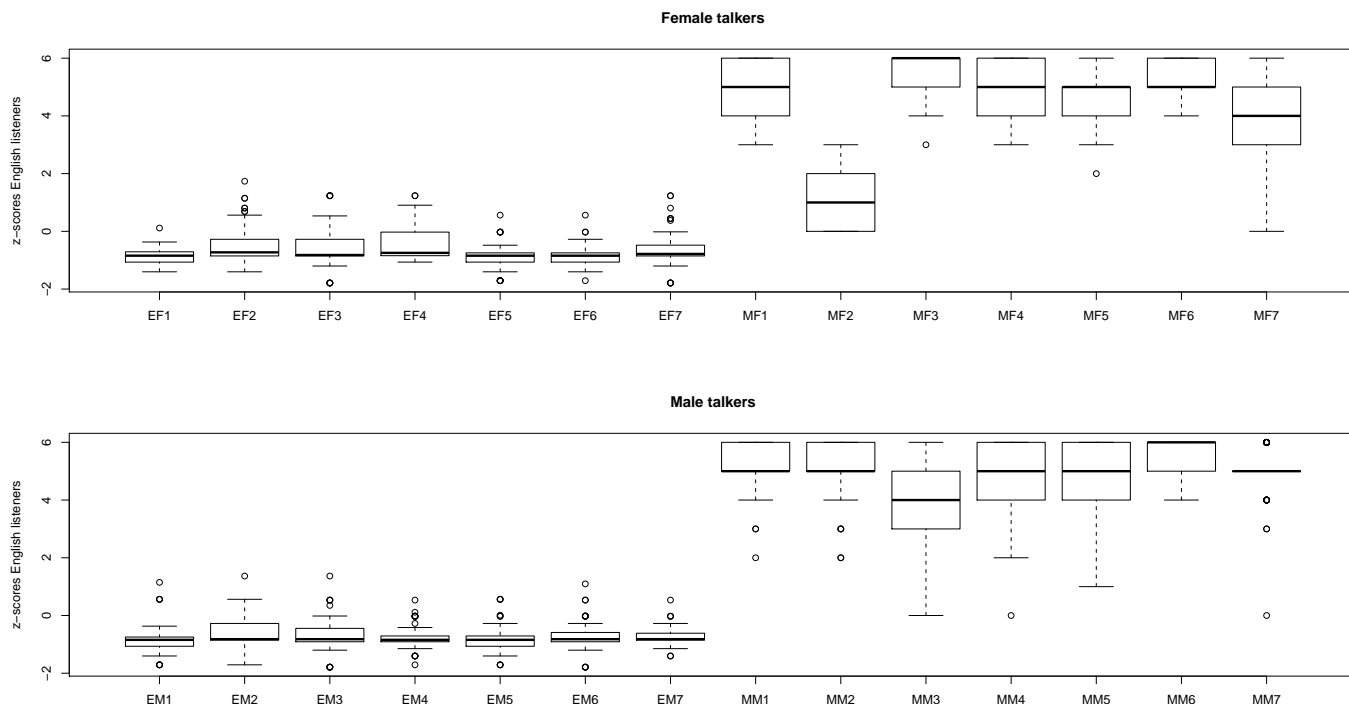 Female talkers
z−scores English listeners
6
4
2
0
−2
EF1 EF2 EF3 EF4 EF5 EF6 EF7 MF1 MF2 MF3 MF4 MF5 MF6 MF7
Male talkers
z−scores English listeners
6
4
2
0
−2
EM1 EM2 EM3 EM4 EM5 EM6 EM7 MM1 MM2 MM3 MM4 MM5 MM6 MM7